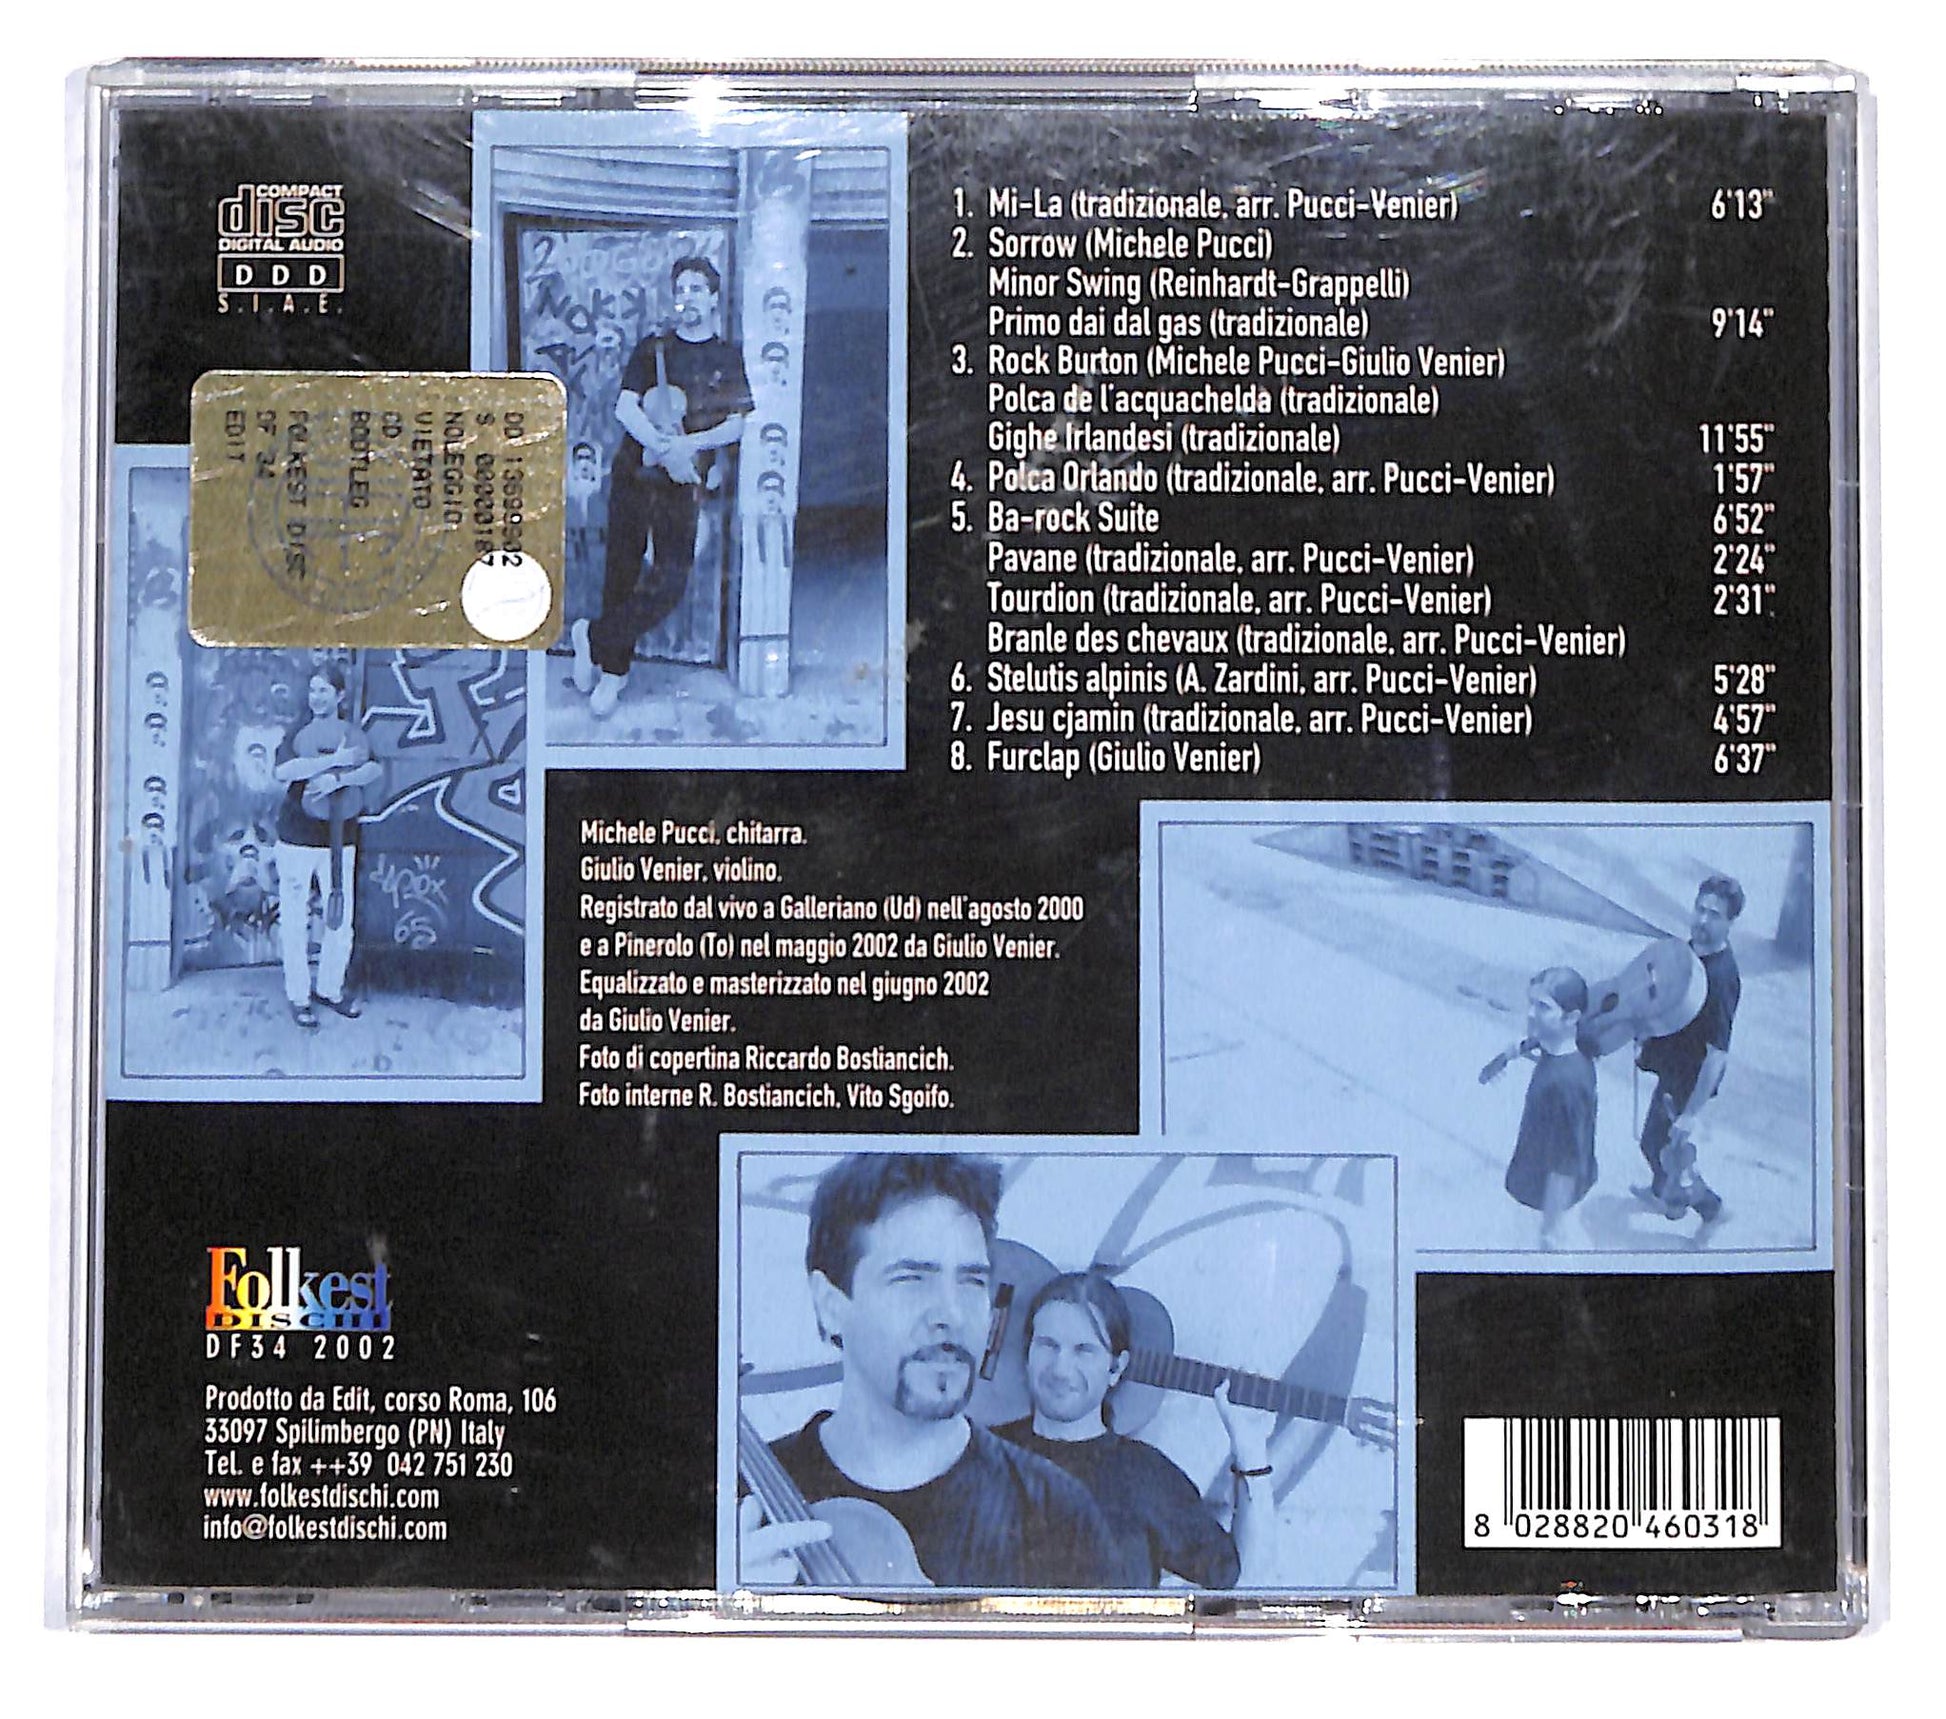 COMPACT
disc
DIGITAL AUDIO
DDD
S.I.A.E.
DD 1369902
S 00000187
NOLEGGIO
VIETATO
CD
BOOTLEG
FOLKEST DISC
DF 34
EDIT
1. Mi-La (tradizionale, arr. Pucci-Venier) 6'13"
2. Sorrow (Michele Pucci)
Minor Swing (Reinhardt-Grappelli)
Primo dai dal gas (tradizionale) 9'14"
3. Rock Burton (Michele Pucci-Giulio Venier)
Polca de l'acquachelda (tradizionale)
Gighe Irlandesi (tradizionale) 11'55"
4. Polca Orlando (tradizionale, arr. Pucci-Venier) 1'57"
5. Ba-rock Suite 6'52"
Pavane (tradizionale, arr. Pucci-Venier) 2'24"
Tourdion (tradizionale, arr. Pucci-Venier) 2'31"
Branle des chevaux (tradizionale, arr. Pucci-Venier)
6. Stelutis alpinis (A. Zardini, arr. Pucci-Venier) 5'28"
7. Jesu cjamin (tradizionale, arr. Pucci-Venier) 4'57"
8. Furclap (Giulio Venier) 6'37"
Michele Pucci, chitarra.
Giulio Venier, violino.
Registrato dal vivo a Galleriano (Ud) nell'agosto 2000
e a Pinerolo (To) nel maggio 2002 da Giulio Venier.
Equalizzato e masterizzato nel giugno 2002
da Giulio Venier.
Foto di copertina Riccardo Bostiancich.
Foto interne R. Bostiancich, Vito Sgoifo.
Folkest
DISCHI
DF34 2002
Prodotto da Edit, corso Roma, 106
33097 Spilimbergo (PN) Italy
Tel. e fax ++39 042 751 230
www.folkestdischi.com
info@folkestdischi.com
8 028820 460318